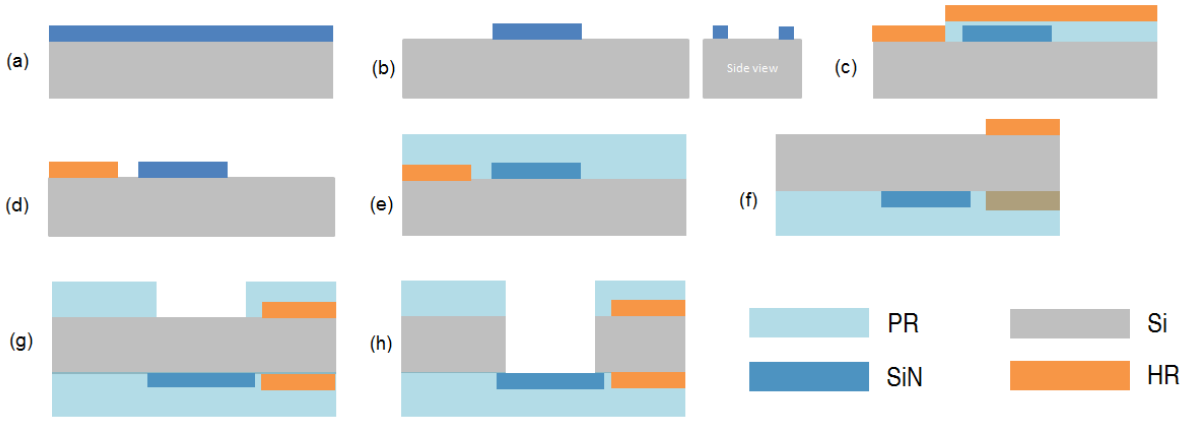 (a)
(b)
Side view
(c)
(d)
(e)
(f)
(g)
(h)
PR
Si
SiN
HR